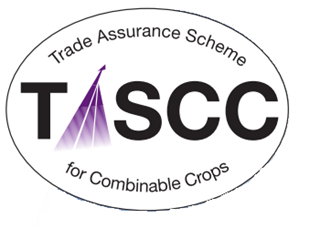 Trade Assurance Scheme
TASCC
for Combinable Crops